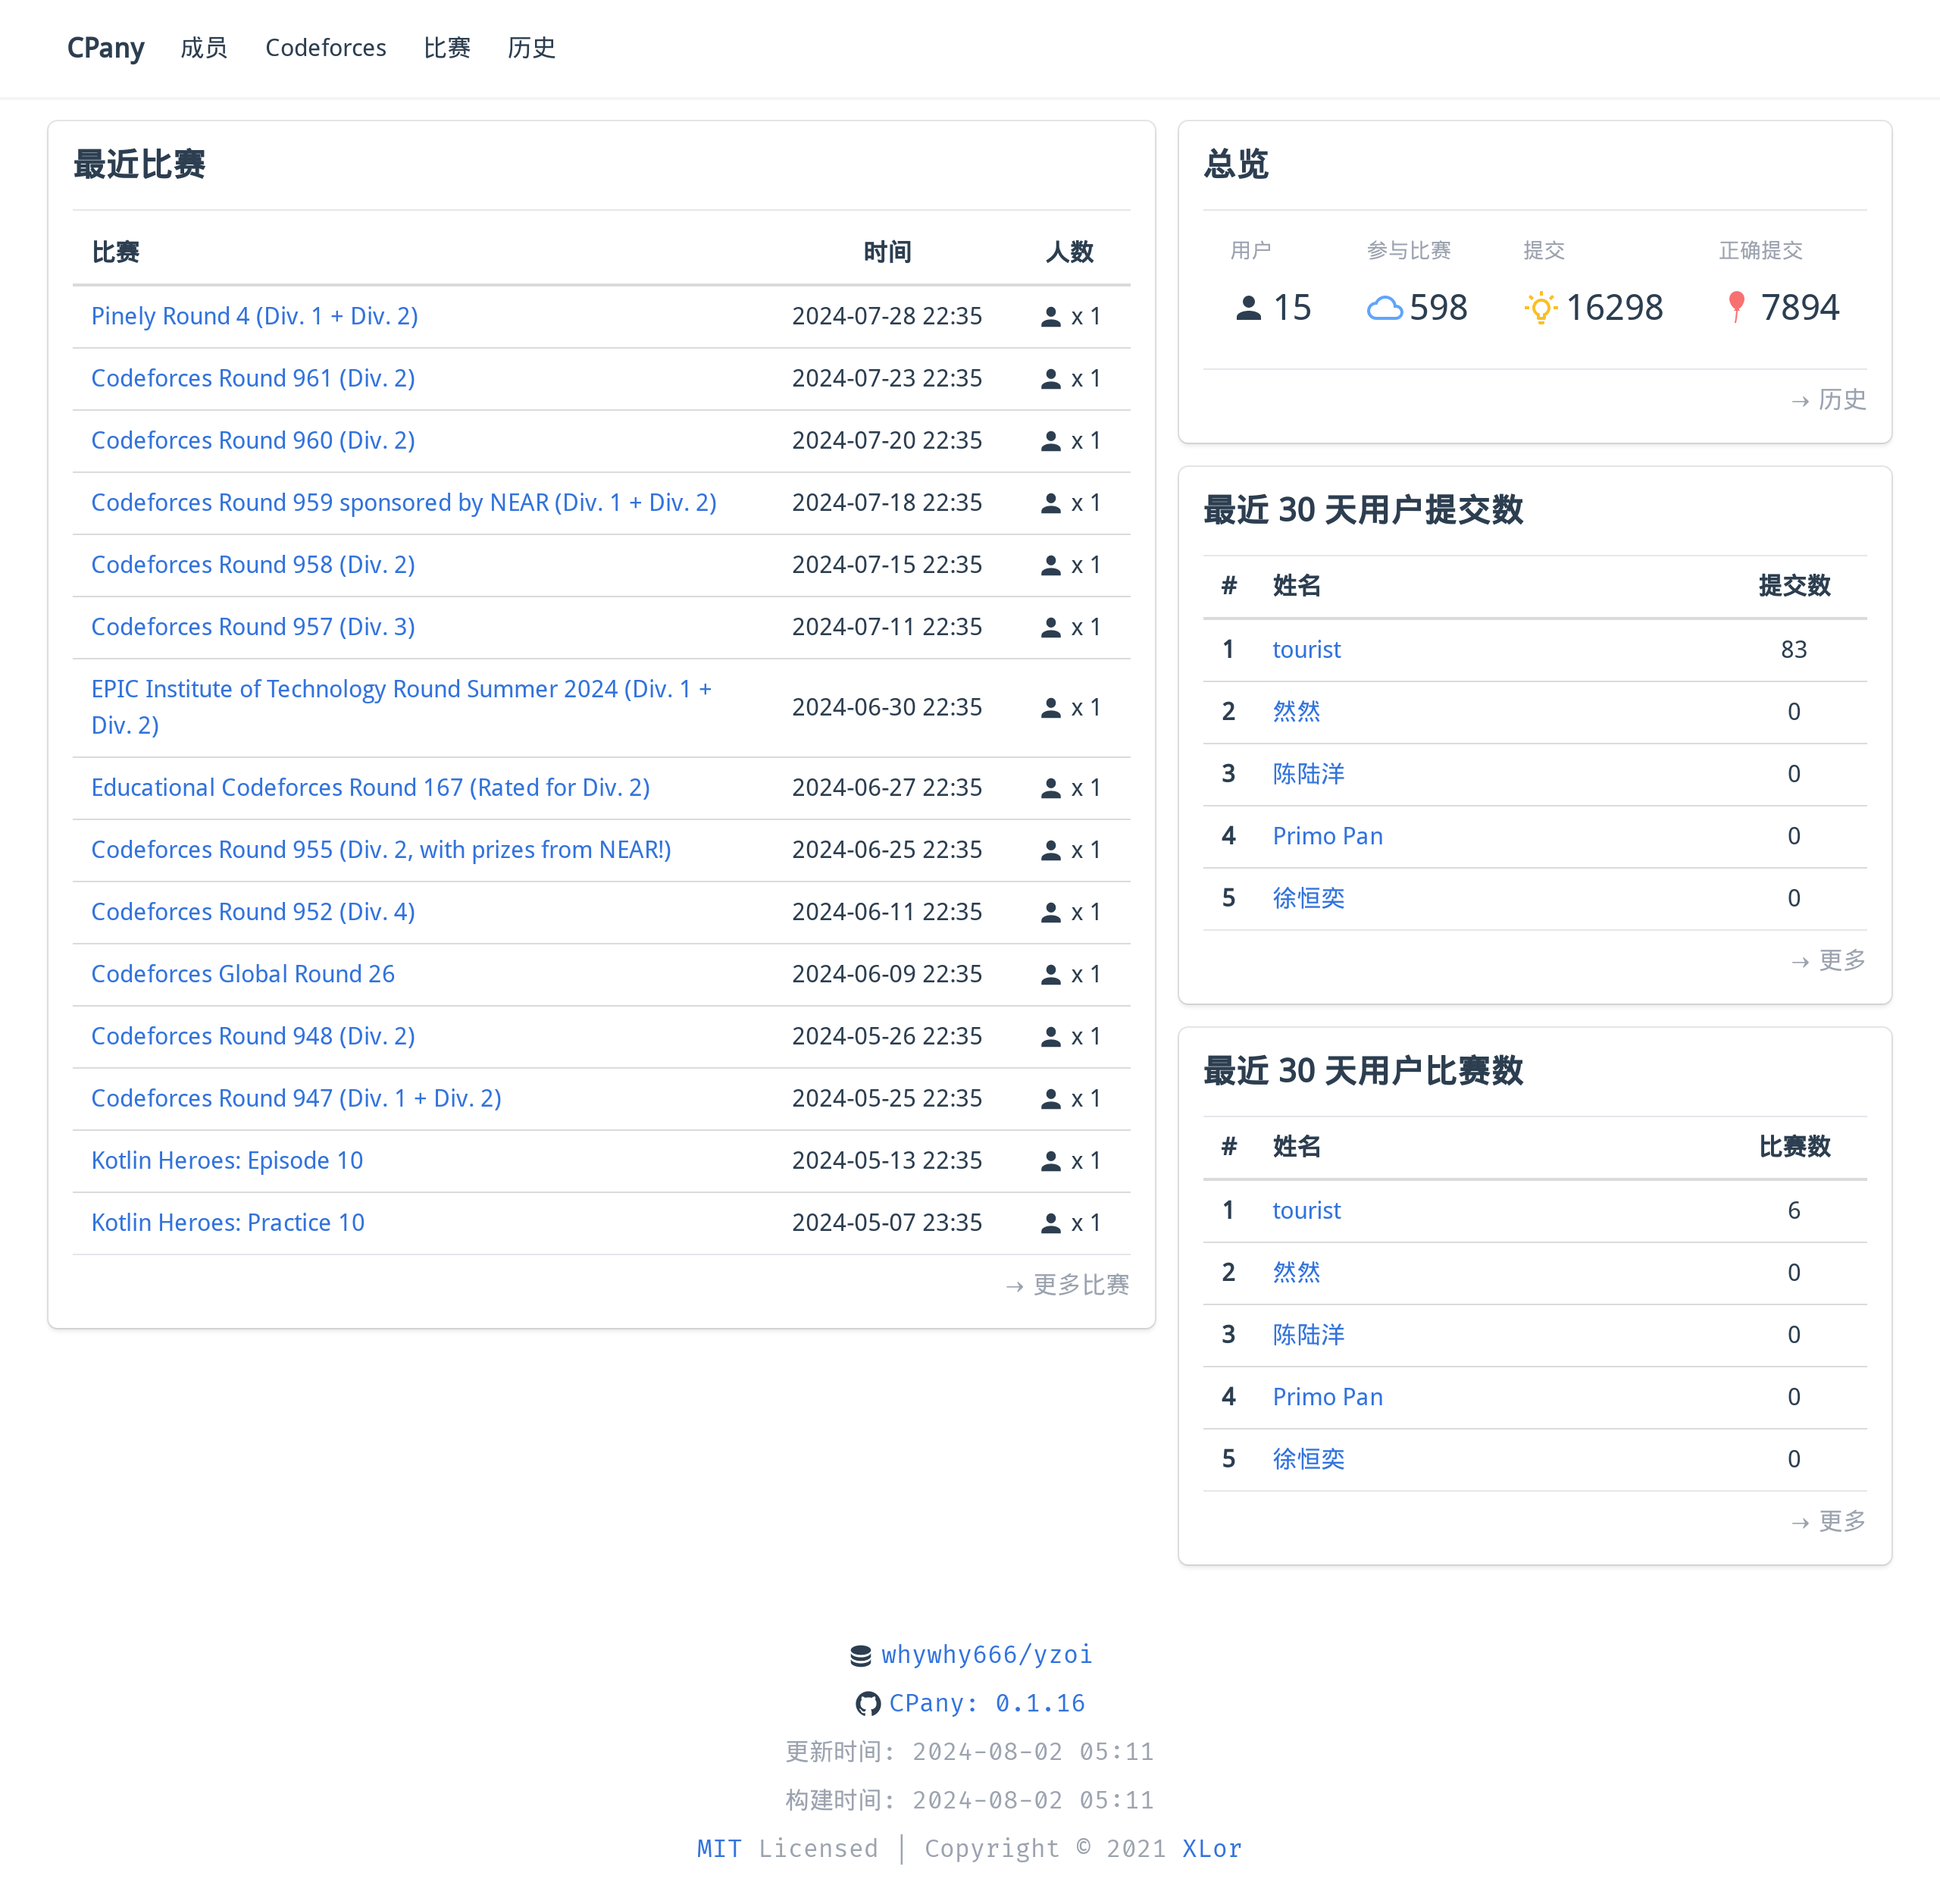 CPany 成员 Codeforces 比赛 历史
最近比赛
比赛 时间 人数
Pinely Round 4 (Div. 1 + Div. 2) 2024-07-28 22:35 x 1
Codeforces Round 961 (Div. 2) 2024-07-23 22:35 x 1
Codeforces Round 960 (Div. 2) 2024-07-20 22:35 x 1
Codeforces Round 959 sponsored by NEAR (Div. 1 + Div. 2) 2024-07-18 22:35 x 1
Codeforces Round 958 (Div. 2) 2024-07-15 22:35 x 1
Codeforces Round 957 (Div. 3) 2024-07-11 22:35 x 1
EPIC Institute of Technology Round Summer 2024 (Div. 1 +
Div. 2) 2024-06-30 22:35 x 1
Educational Codeforces Round 167 (Rated for Div. 2) 2024-06-27 22:35 x 1
Codeforces Round 955 (Div. 2, with prizes from NEAR!) 2024-06-25 22:35 x 1
Codeforces Round 952 (Div. 4) 2024-06-11 22:35 x 1
Codeforces Global Round 26 2024-06-09 22:35 x 1
Codeforces Round 948 (Div. 2) 2024-05-26 22:35 x 1
Codeforces Round 947 (Div. 1 + Div. 2) 2024-05-25 22:35 x 1
Kotlin Heroes: Episode 10 2024-05-13 22:35 x 1
Kotlin Heroes: Practice 10 2024-05-07 23:35 x 1
→ 更多比赛
总览
用户 参与比赛 提交 正确提交
15 598 16298 7894
→ 历史
最近 30 天用户提交数
# 姓名 提交数
1 tourist 83
2 然然 0
3 陈陆洋 0
4 Primo Pan 0
5 徐恒奕 0
→ 更多
最近 30 天用户比赛数
# 姓名 比赛数
1 tourist 6
2 然然 0
3 陈陆洋 0
4 Primo Pan 0
5 徐恒奕 0
→ 更多
whywhy666/yzoi
CPany: 0.1.16
更新时间: 2024-08-02 05:11
构建时间: 2024-08-02 05:11
MIT Licensed | Copyright © 2021 XLor